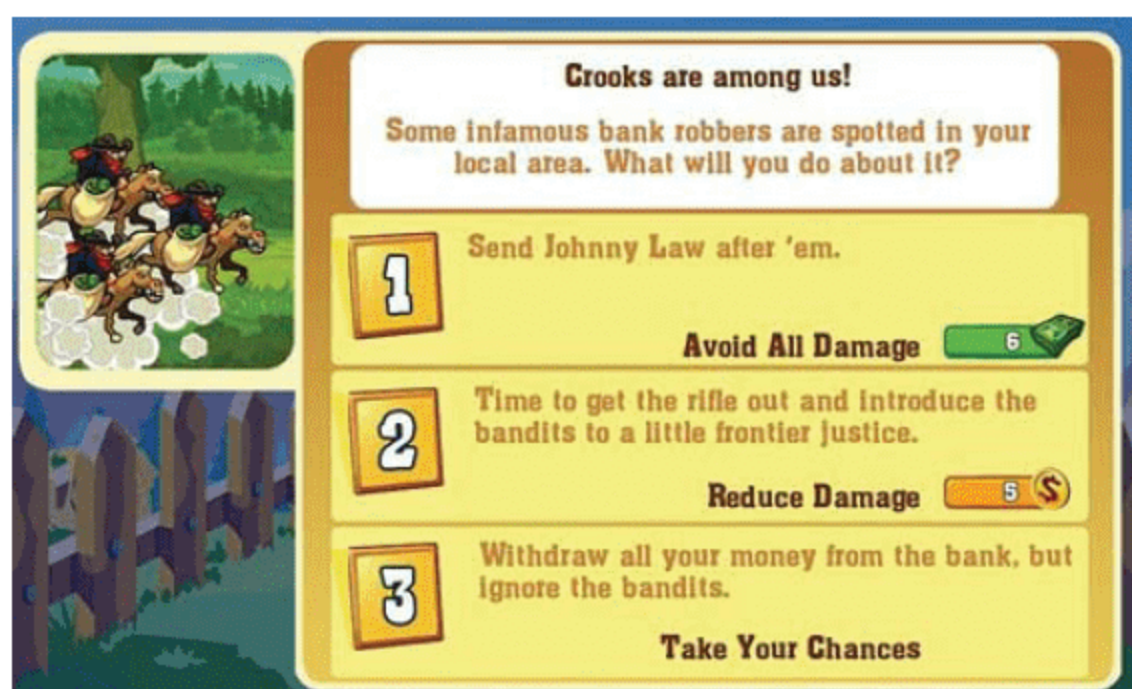 Crooks are among us!
Some infamous bank robbers are spotted in your
local area. What will you do about it?
1
Send Johnny Law after 'em.
Avoid All Damage
6
2
Time to get the rifle out and introduce the
bandits to a little frontier justice.
Reduce Damage
5 $
3
Withdraw all your money from the bank, but
ignore the bandits.
Take Your Chances